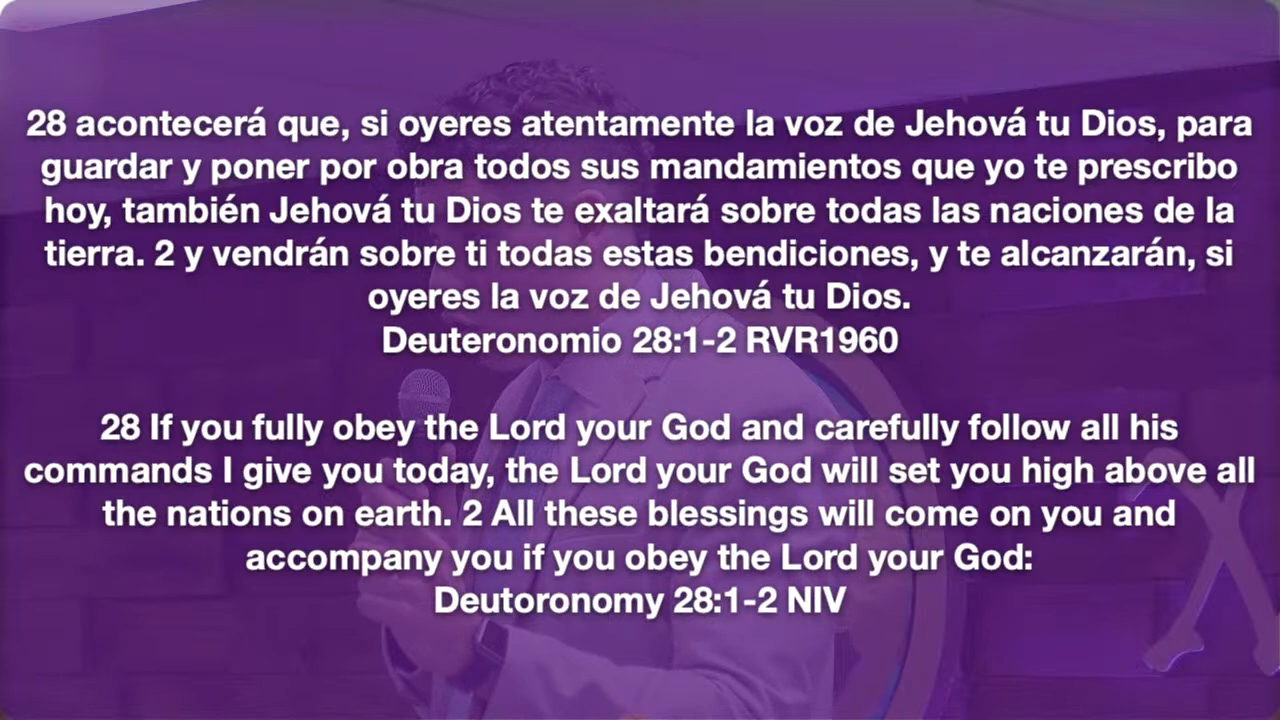 28 acontecerá que, si oyeres atentamente la voz de Jehová tu Dios, para
guardar y poner por obra todos sus mandamientos que yo te prescribo
hoy, también Jehová tu Dios te exaltará sobre todas las naciones de la
tierra. 2 y vendrán sobre ti todas estas bendiciones, y te alcanzarán, si
oyeres la voz de Jehová tu Dios.
Deuteronomio 28:1-2 RVR1960
28 If you fully obey the Lord your God and carefully follow all his
commands I give you today, the Lord your God will set you high above all
the nations on earth. 2 All these blessings will come on you and
accompany you if you obey the Lord your God:
Deutoronomy 28:1-2 NIV